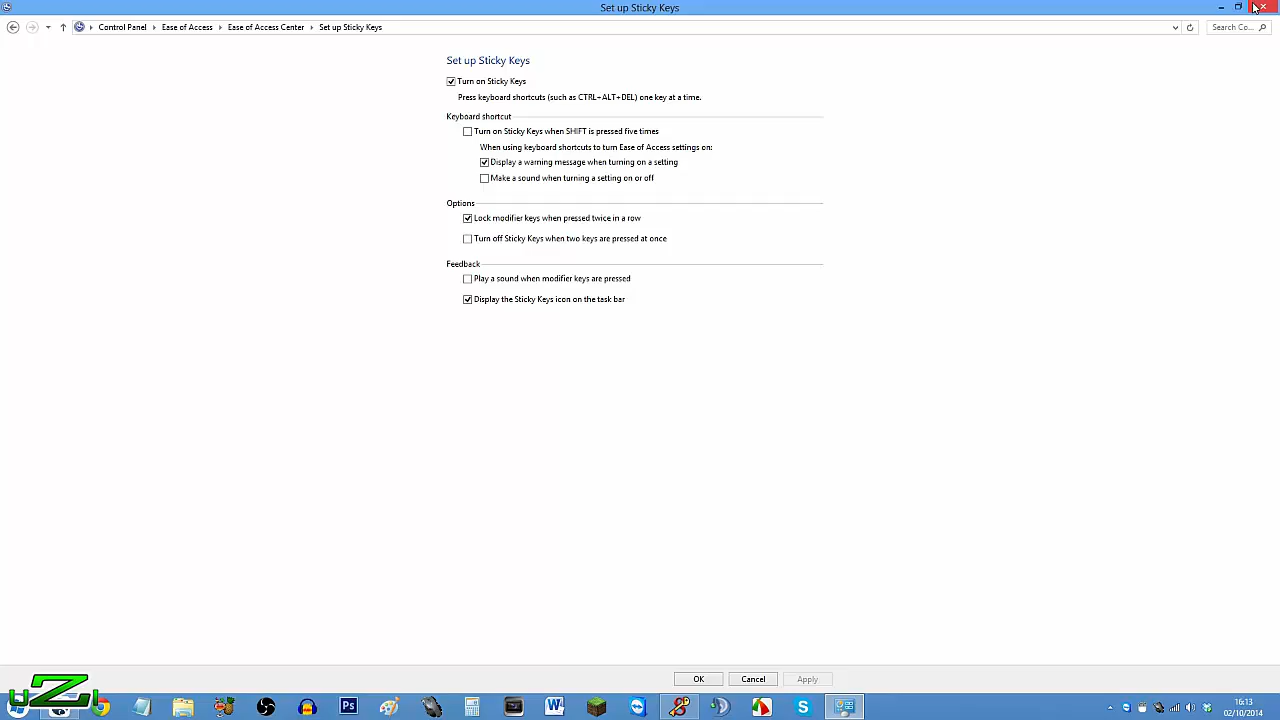 Set up Sticky Keys
Control Panel Ease of Access Ease of Access Center Set up Sticky Keys
Search Co...
Set up Sticky Keys
Turn on Sticky Keys
Press keyboard shortcuts (such as CTRL+ALT+DEL) one key at a time.
Keyboard shortcut
Turn on Sticky Keys when SHIFT is pressed five times
When using keyboard shortcuts to turn Ease of Access settings on:
Display a warning message when turning on a setting
Make a sound when turning a setting on or off
Options
Lock modifier keys when pressed twice in a row
Turn off Sticky Keys when two keys are pressed at once
Feedback
Play a sound when modifier keys are pressed
Display the Sticky Keys icon on the task bar
OK Cancel Apply
uZi
Ps
W
S
16:13
02/10/2014